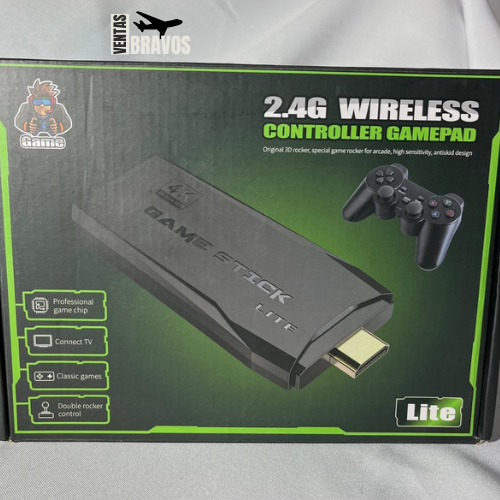 VENTAS
BRAVOS
Game
2.4G WIRELESS
CONTROLLER GAMEPAD
Original 3D rocker, special game rocker for arcade, high sensitivity, antiskid design
4K
GAME STICK
LITE
Professional
game chip
Connect TV
Classic games
Double rocker
control
Lite